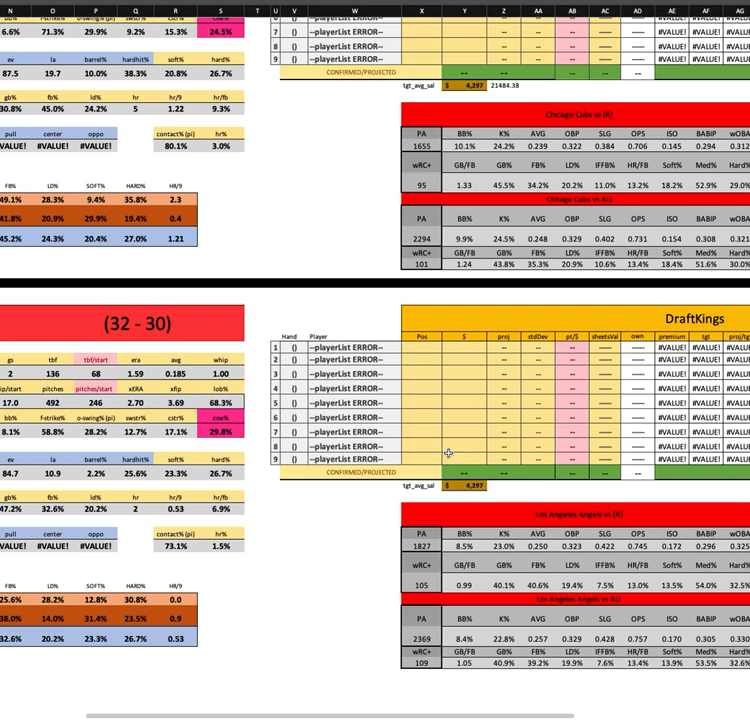 N O P Q R S T U V W X Y Z AA AB AC AD AE AF AG
bb% f-strike% o-swing% (pi) swstr% cstr% csw%
6.6% 71.3% 29.9% 9.2% 15.3% 24.5%
--playerList ERROR-- -- -- -- -- ----- ----- #VALUE! #VALUE! #VALUE!
7 () --playerList ERROR-- -- -- -- -- ----- ----- #VALUE! #VALUE! #VALUE!
8 () --playerList ERROR-- -- -- -- -- ----- ----- #VALUE! #VALUE! #VALUE!
9 () --playerList ERROR-- -- -- -- -- ----- ----- #VALUE! #VALUE! #VALUE!
CONFIRMED/PROJECTED -- -- -- -- -- --
tgt_avg_sal $ 4,297 21484.38
ev la barrel% hardhit% soft% hard%
87.5 19.7 10.0% 38.3% 20.8% 26.7%
gb% fb% ld% hr hr/9 hr/fb
30.8% 45.0% 24.2% 5 1.22 9.3%
pull center oppo contact% (pi) hr%
VALUE! #VALUE! #VALUE! 80.1% 3.0%
FB% LD% SOFT% HARD% HR/9
49.1% 28.3% 9.4% 35.8% 2.3
41.8% 20.9% 29.9% 19.4% 0.4
45.2% 24.3% 20.4% 27.0% 1.21
Chicago Cubs vs (R)
PA BB% K% AVG OBP SLG OPS ISO BABIP wOBA
1655 10.1% 24.2% 0.239 0.322 0.384 0.706 0.145 0.294 0.312
wRC+ GB/FB GB% FB% LD% IFFB% HR/FB Soft% Med% Hard%
95 1.33 45.5% 34.2% 20.2% 11.0% 13.2% 18.2% 52.9% 29.0%
Chicago Cubs vs ALL
PA BB% K% AVG OBP SLG OPS ISO BABIP wOBA
2294 9.9% 24.5% 0.248 0.329 0.402 0.731 0.154 0.308 0.321
wRC+ GB/FB GB% FB% LD% IFFB% HR/FB Soft% Med% Hard%
101 1.24 43.8% 35.3% 20.9% 10.6% 13.4% 18.4% 51.6% 30.0%
(32 - 30)
DraftKings
Hand Player Pos $ proj stdDev pt/$ sheetsVal own premium tgt proj/tg
1 () --playerList ERROR-- -- -- -- ----- ----- #VALUE! #VALUE! #VALUE!
2 () --playerList ERROR-- -- -- -- ----- ----- #VALUE! #VALUE! #VALUE!
3 () --playerList ERROR-- -- -- -- ----- ----- #VALUE! #VALUE! #VALUE!
4 () --playerList ERROR-- -- -- -- ----- ----- #VALUE! #VALUE! #VALUE!
5 () --playerList ERROR-- -- -- -- ----- ----- #VALUE! #VALUE! #VALUE!
6 () --playerList ERROR-- -- -- -- ----- ----- #VALUE! #VALUE! #VALUE!
7 () --playerList ERROR-- -- -- -- ----- ----- #VALUE! #VALUE! #VALUE!
8 () --playerList ERROR-- -- -- -- ----- ----- #VALUE! #VALUE! #VALUE!
9 () --playerList ERROR-- -- -- -- ----- ----- #VALUE! #VALUE! #VALUE!
CONFIRMED/PROJECTED -- -- -- -- -- --
tgt_avg_sal $ 4,297
gs tbf tbf/start era avg whip
2 136 68 1.59 0.185 1.00
ip/start pitches pitches/start xERA xfip lob%
17.0 492 246 2.70 3.69 68.3%
bb% f-strike% o-swing% (pi) swstr% cstr% csw%
8.1% 58.8% 28.2% 12.7% 17.1% 29.8%
ev la barrel% hardhit% soft% hard%
84.7 10.9 2.2% 25.6% 23.3% 26.7%
gb% fb% ld% hr hr/9 hr/fb
47.2% 32.6% 20.2% 2 0.53 6.9%
pull center oppo contact% (pi) hr%
VALUE! #VALUE! #VALUE! 73.1% 1.5%
FB% LD% SOFT% HARD% HR/9
25.6% 28.2% 12.8% 30.8% 0.0
38.0% 14.0% 31.4% 23.5% 0.9
32.6% 20.2% 23.3% 26.7% 0.53
Los Angeles Angels vs (R)
PA BB% K% AVG OBP SLG OPS ISO BABIP wOBA
1827 8.5% 23.0% 0.250 0.323 0.422 0.745 0.172 0.296 0.325
wRC+ GB/FB GB% FB% LD% IFFB% HR/FB Soft% Med% Hard%
105 0.99 40.1% 40.6% 19.4% 7.5% 13.0% 13.5% 54.0% 32.5%
Los Angeles Angels vs ALL
PA BB% K% AVG OBP SLG OPS ISO BABIP wOBA
2369 8.4% 22.8% 0.257 0.329 0.428 0.757 0.170 0.305 0.330
wRC+ GB/FB GB% FB% LD% IFFB% HR/FB Soft% Med% Hard%
109 1.05 40.9% 39.2% 19.9% 7.6% 13.4% 13.9% 53.5% 32.6%